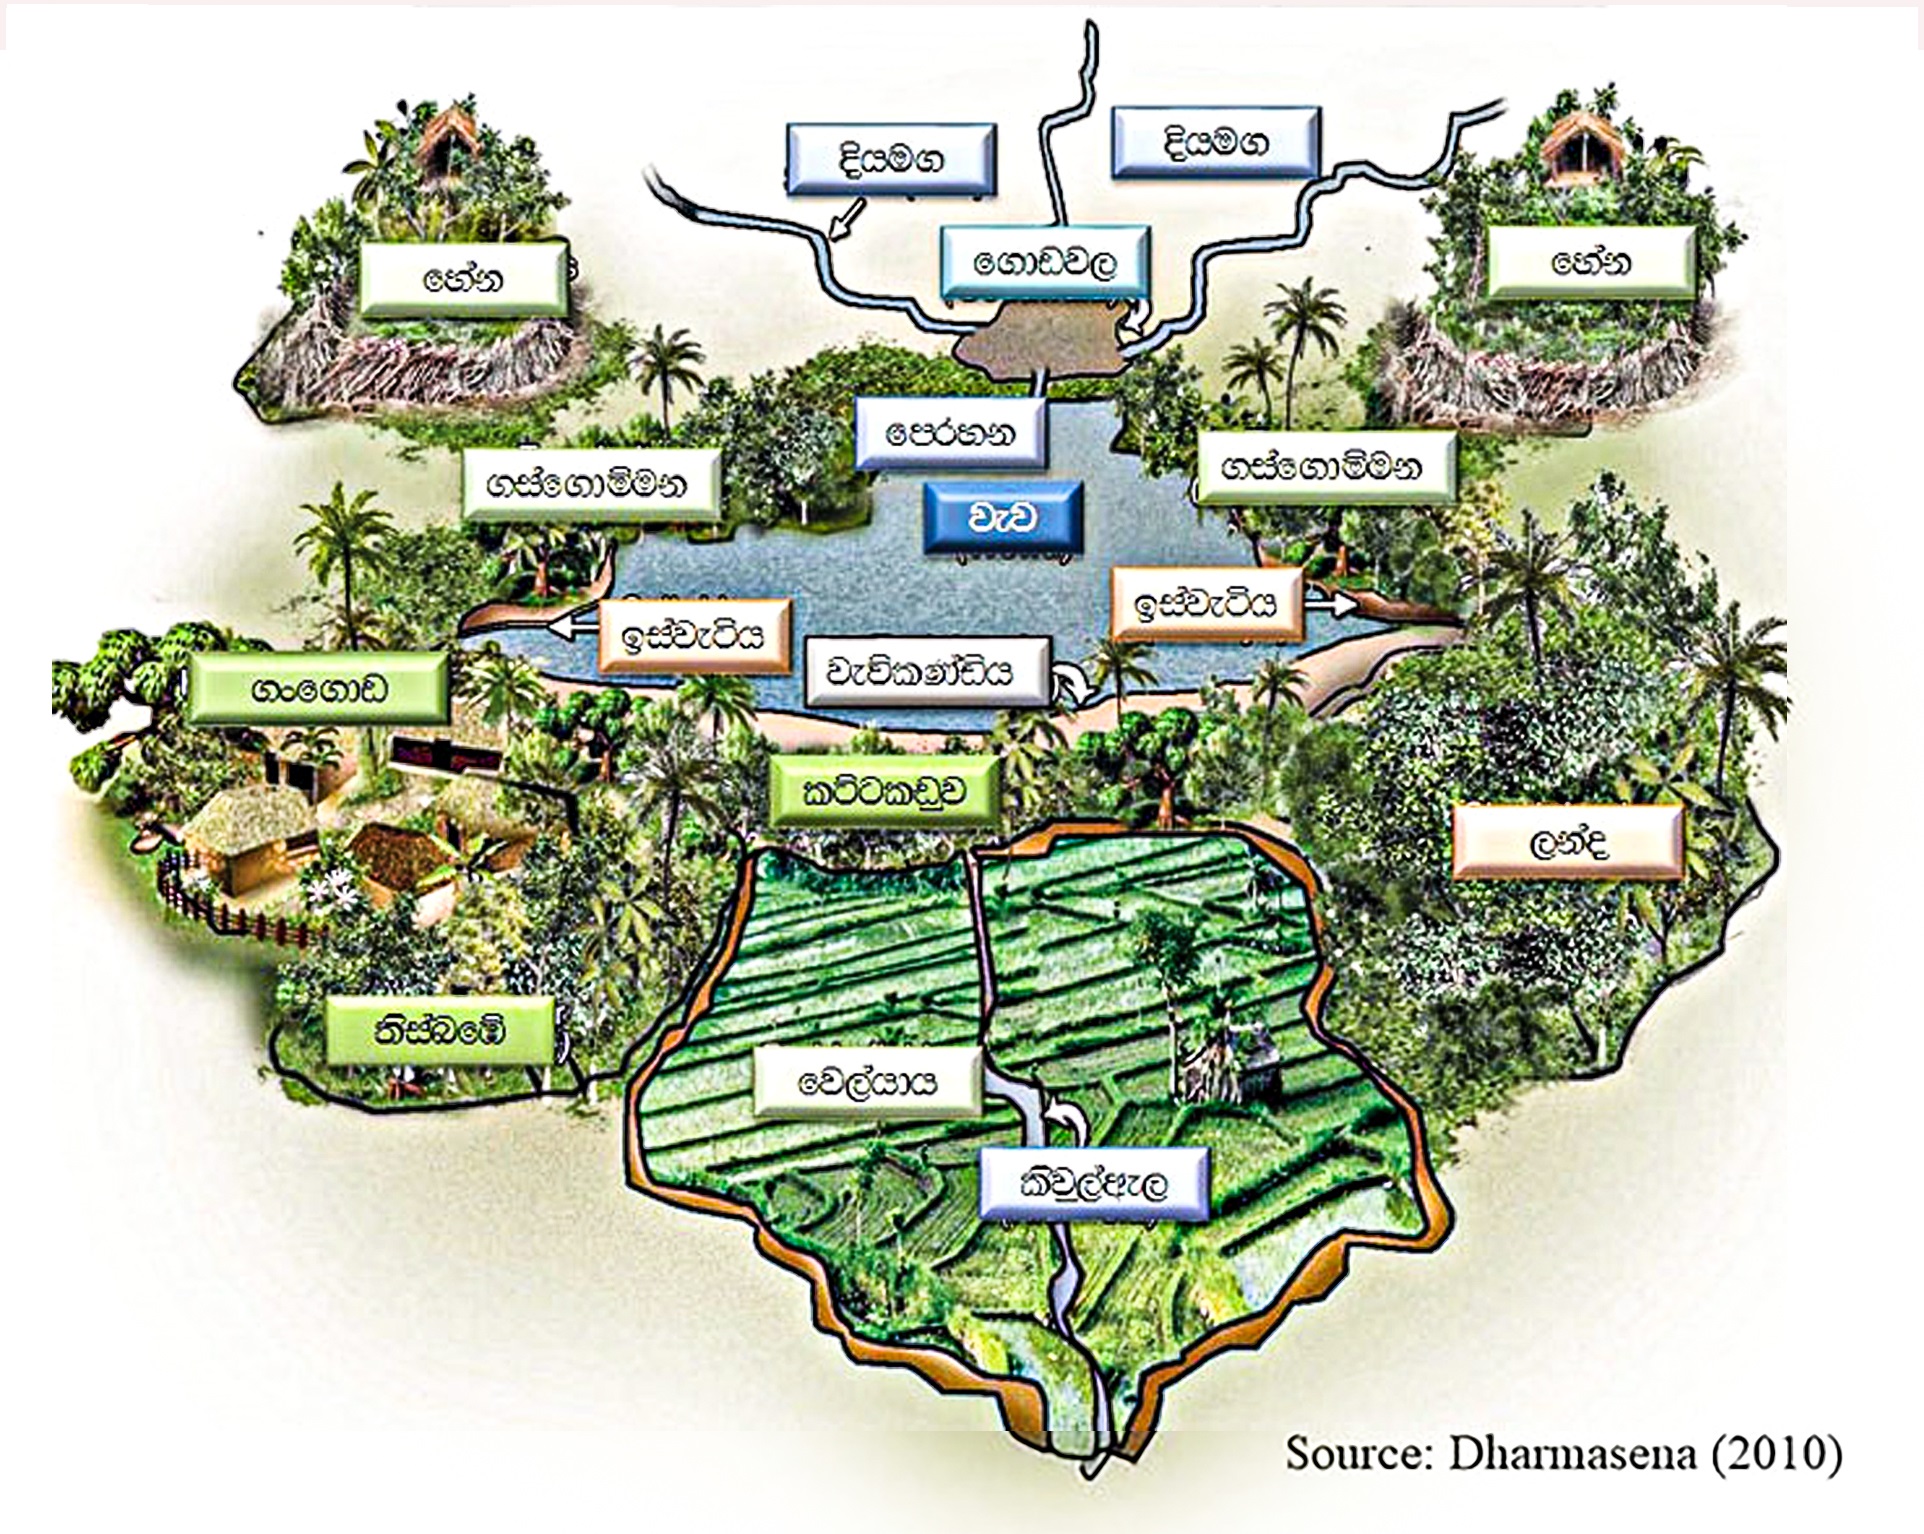 දියමග
දියමග
ගොඩවල
හේන
හේන
පෙරහන
ගස්ගොම්මන
ගස්ගොම්මන
වැව
ඉස්වැටිය
ඉස්වැටිය
වැව්කණ්ඩිය
ගංගොඩ
කට්ටකඩුව
ලන්ද
තිස්බඹේ
වෙල්යාය
කිවුල්ඇල
Source: Dharmasena (2010)